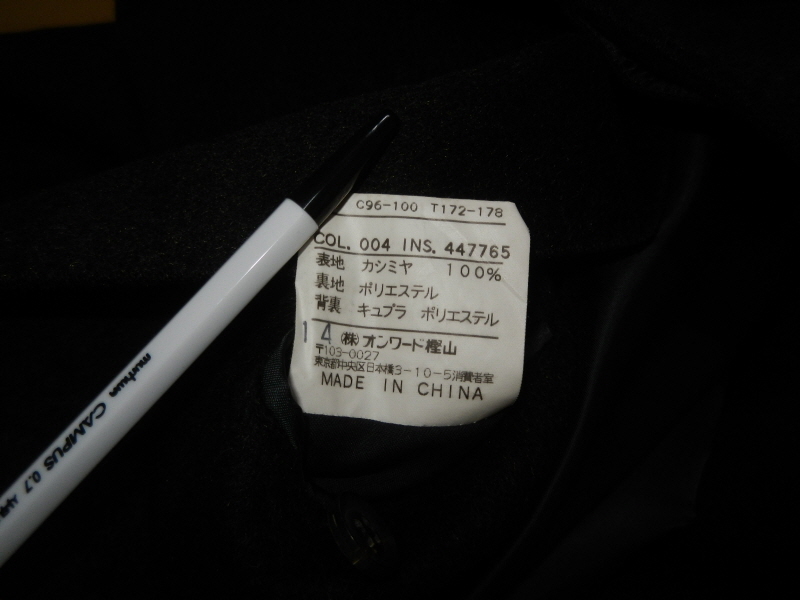 C96-100 T172-178
COL. 004 INS. 447765
表地 カシミヤ 100%
裏地 ポリエステル
背裏 キュプラ ポリエステル
14 (株)オンワード樫山
〒103-0027
東京都中央区日本橋3-10-5消費者室
MADE IN CHINA
munhwa CAMPUS 0.7